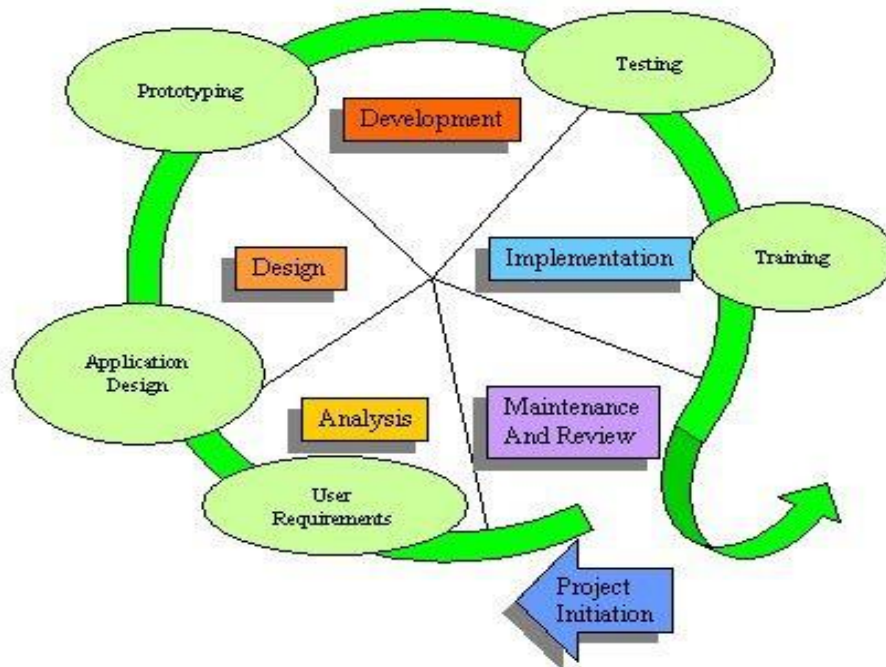 Prototyping
Testing
Development
Design
Implementation
Training
Application
Design
Analysis
Maintenance
And Review
User
Requirements
Project
Initiation